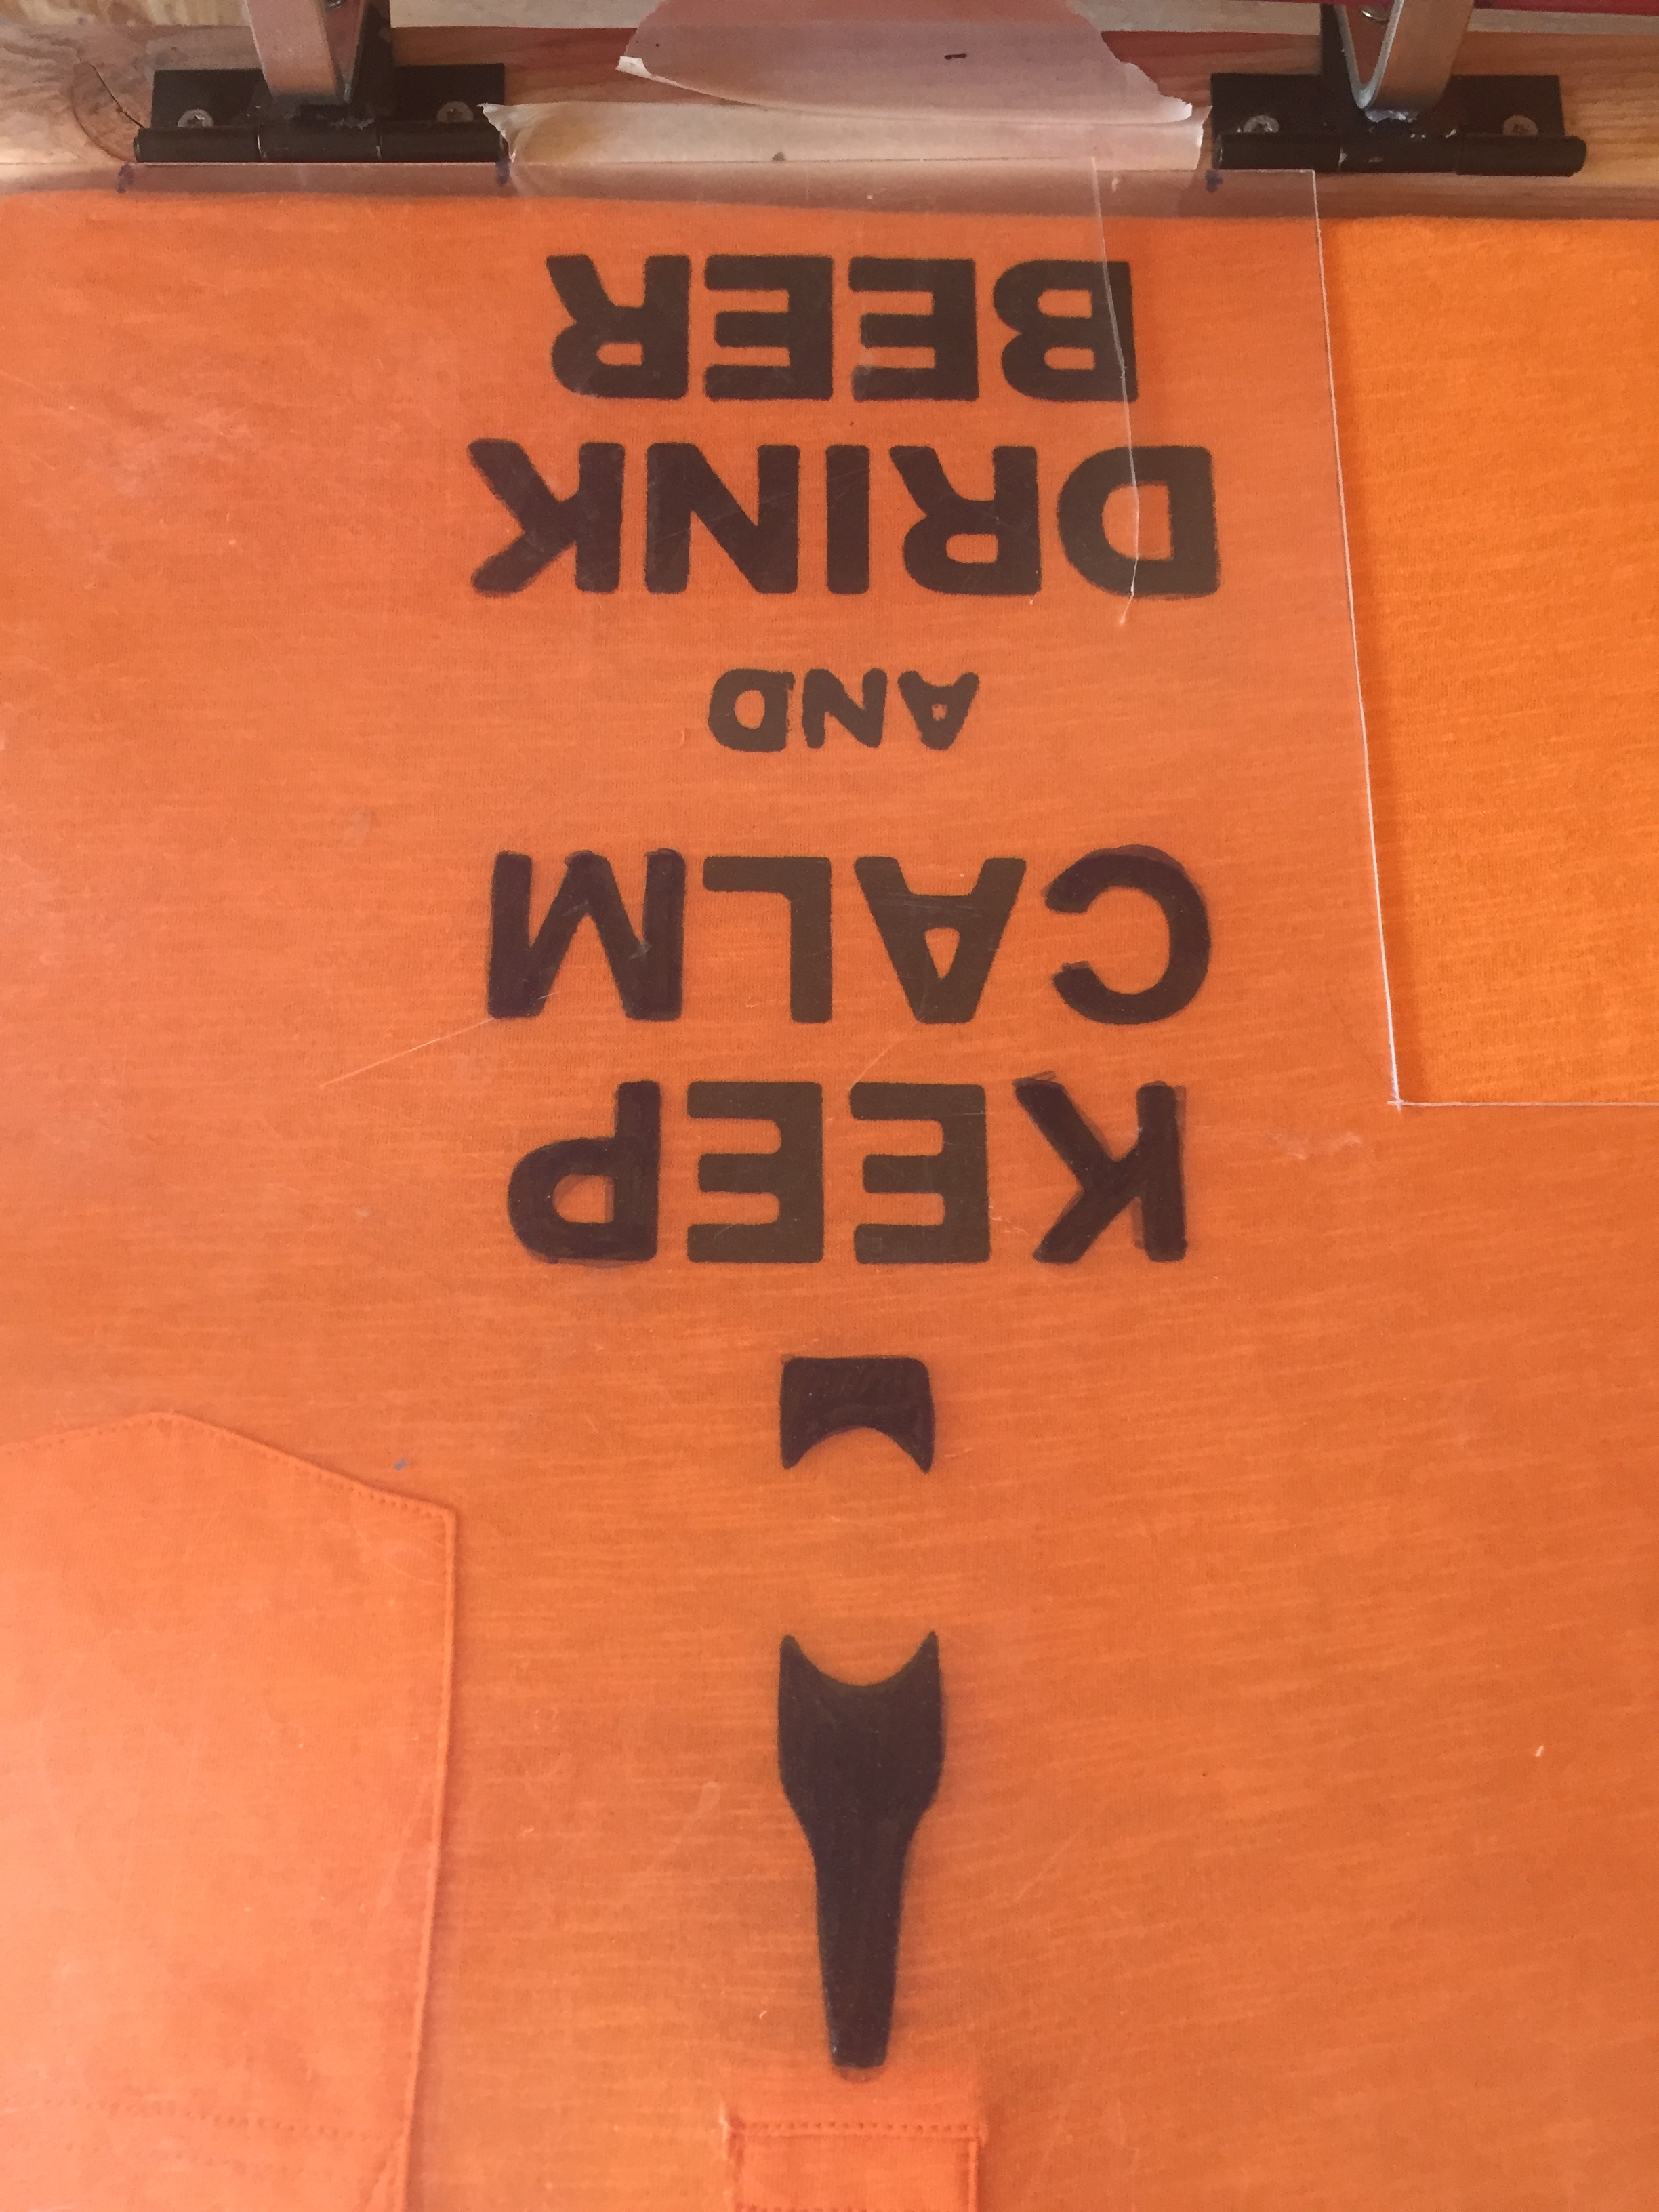 KEEP
CALM
AND
DRINK
BEER